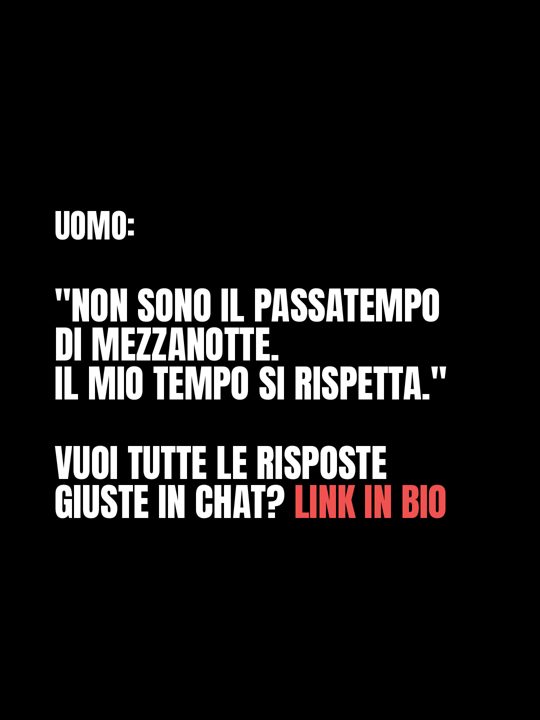 UOMO:
"NON SONO IL PASSATEMPO
DI MEZZANOTTE.
IL MIO TEMPO SI RISPETTA."
VUOI TUTTE LE RISPOSTE
GIUSTE IN CHAT? LINK IN BIO